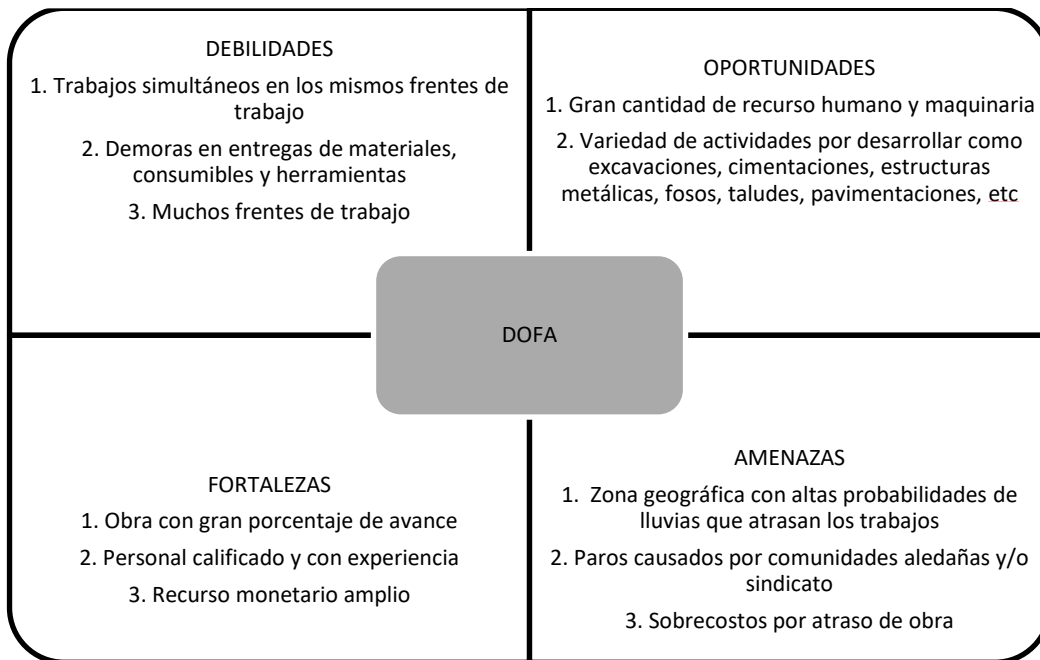 DEBILIDADES
1. Trabajos simultáneos en los mismos frentes de
trabajo
2. Demoras en entregas de materiales,
consumibles y herramientas
3. Muchos frentes de trabajo
OPORTUNIDADES
1. Gran cantidad de recurso humano y maquinaria
2. Variedad de actividades por desarrollar como
excavaciones, cimentaciones, estructuras
metálicas, fosos, taludes, pavimentaciones, etc
DOFA
FORTALEZAS
1. Obra con gran porcentaje de avance
2. Personal calificado y con experiencia
3. Recurso monetario amplio
AMENAZAS
1. Zona geográfica con altas probabilidades de
lluvias que atrasan los trabajos
2. Paros causados por comunidades aledañas y/o
sindicato
3. Sobrecostos por atraso de obra